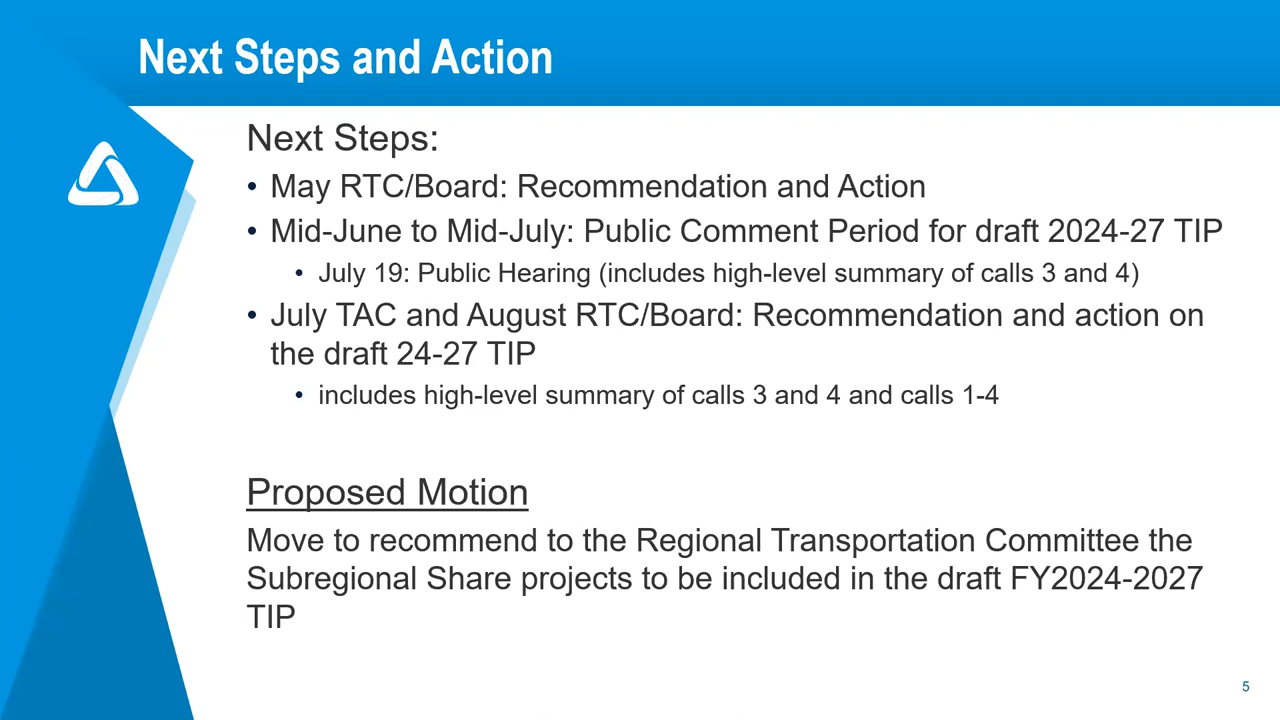 Next Steps and Action
Next Steps:
• May RTC/Board: Recommendation and Action
• Mid-June to Mid-July: Public Comment Period for draft 2024-27 TIP
• July 19: Public Hearing (includes high-level summary of calls 3 and 4)
• July TAC and August RTC/Board: Recommendation and action on
the draft 24-27 TIP
• includes high-level summary of calls 3 and 4 and calls 1-4
Proposed Motion
Move to recommend to the Regional Transportation Committee the
Subregional Share projects to be included in the draft FY2024-2027
TIP
5